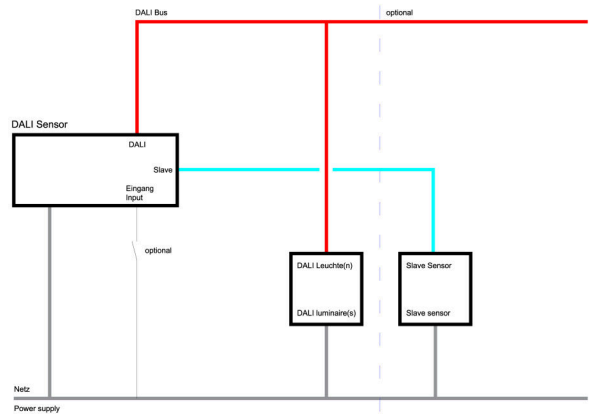 DALI Bus
optional
DALI Sensor
DALI
Slave
Eingang
Input
optional
DALI Leuchte(n)
Slave Sensor
DALI luminaire(s)
Slave sensor
Netz
Power supply